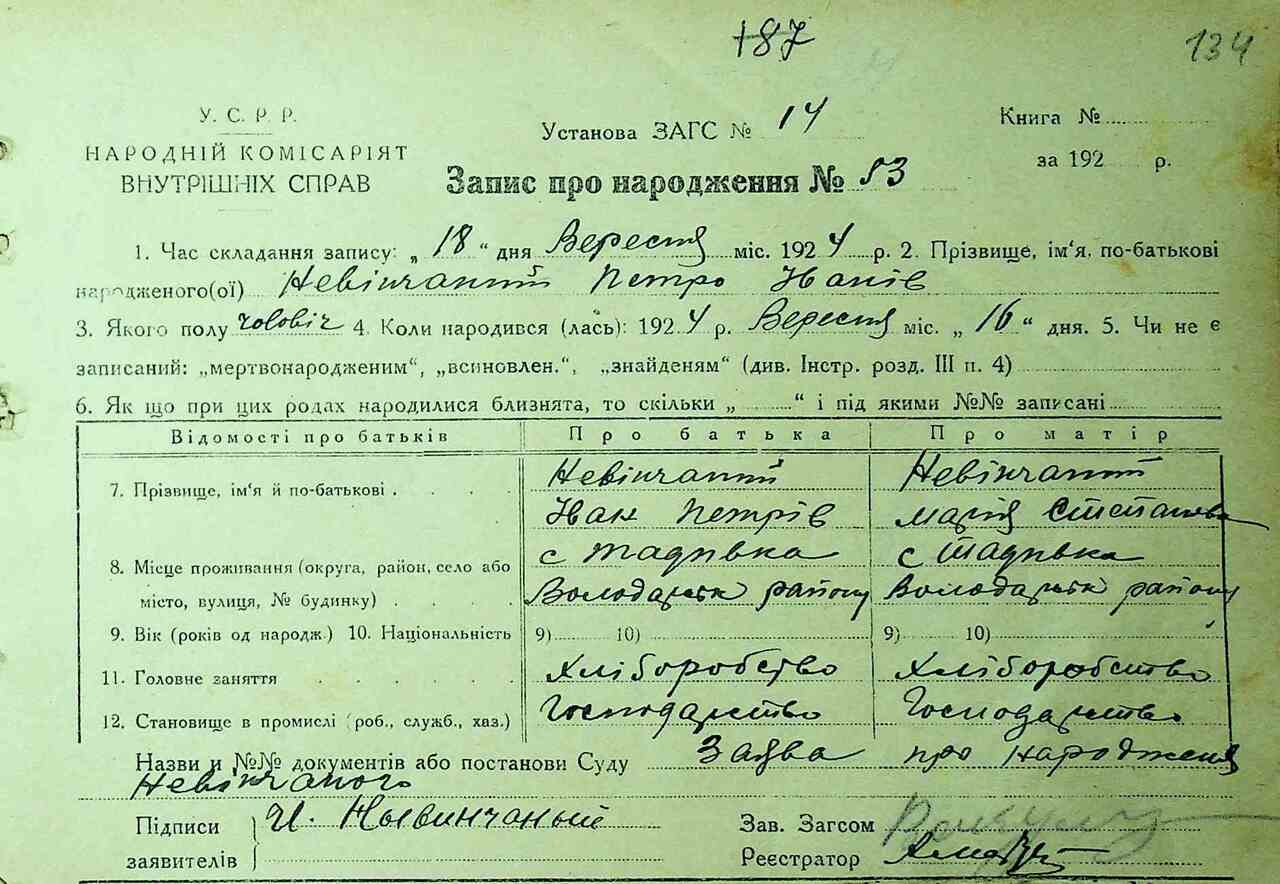 187
134
У. С. Р. Р.
НАРОДНІЙ КОМІСАРІЯТ
ВНУТРІШНІХ СПРАВ
Установа ЗАГС № 14
Запис про народження № 53
Книга №
за 192 р.
1. Час складання запису: „ 18 “ дня Вересня міс. 1924 р. 2. Прізвище, ім‘я, по-батькові
народженого(ої) Невінчаний Петро Іванів
3. Якого полу чоловіч 4. Коли народився (лась): 1924 р. Вересня міс. „ 16 “ дня. 5. Чи не є
записаний: „мертвонародженим“, „всиновлен.“, „знайденям“ (див. Інстр. розд. III п. 4)
6. Як що при цих родах народилися близнята, то скільки „ “ і під якими №№ записані
Відомості про батьків Про батька Про матір
7. Прізвище, ім‘я й по-батькові Невінчаний Невінчаний
Іван Петрів Марія Степанова
с Тадиївка с Тадиївка
8. Місце проживання (округа, район, село або
місто, вулиця, № будинку) Володарськ району Володарськ району
9. Вік (років од народж.) 10. Національність 9) 10) 9) 10)
11. Головне заняття Хліборобство Хліборобство
12. Становище в промислі (роб., служб., хаз.) Господарство Господарство
Назви и №№ документів або постанови Суду Заява про народження
Невінчаного
Підписи И. Нывинчаный Зав. Загсом
заявителів Реєстратор